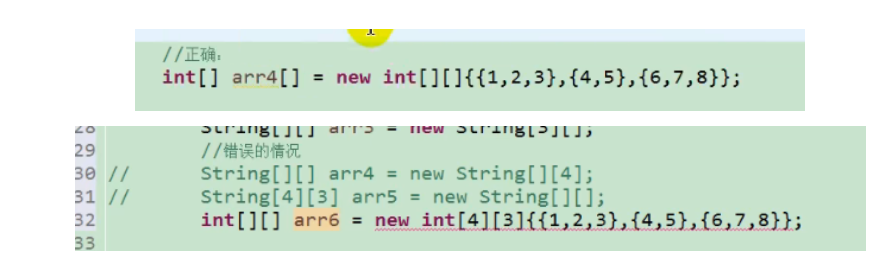 //正确:
int[] arr4[] = new int[][]{{1,2,3},{4,5},{6,7,8}};
28 String[][] arr3 = new String[3][];
29 //错误的情况
30 // String[][] arr4 = new String[][4];
31 // String[4][3] arr5 = new String[][];
32 int[][] arr6 = new int[4][3]{{1,2,3},{4,5},{6,7,8}};
33